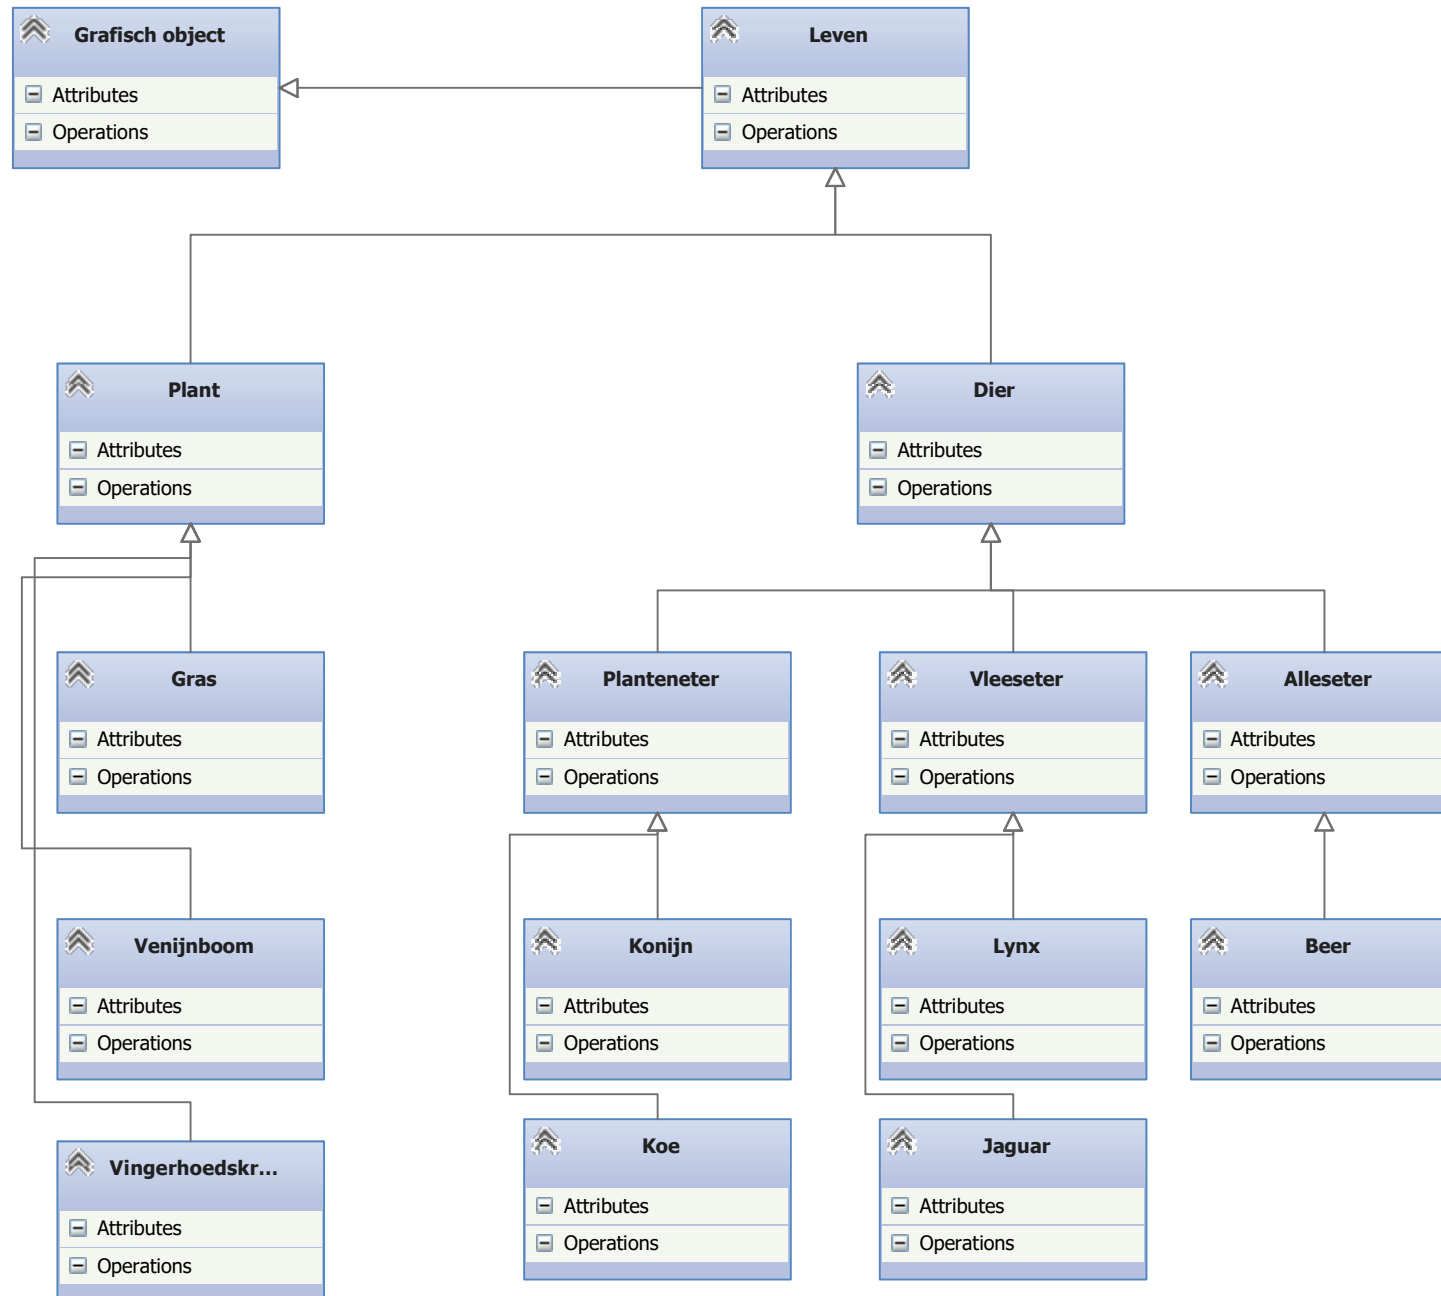 Grafisch object
Attributes
Operations
Leven
Attributes
Operations
Plant
Attributes
Operations
Dier
Attributes
Operations
Gras
Attributes
Operations
Planteneter
Attributes
Operations
Vleeseter
Attributes
Operations
Alleseter
Attributes
Operations
Venijnboom
Attributes
Operations
Konijn
Attributes
Operations
Lynx
Attributes
Operations
Beer
Attributes
Operations
Vingerhoedskr...
Attributes
Operations
Koe
Attributes
Operations
Jaguar
Attributes
Operations